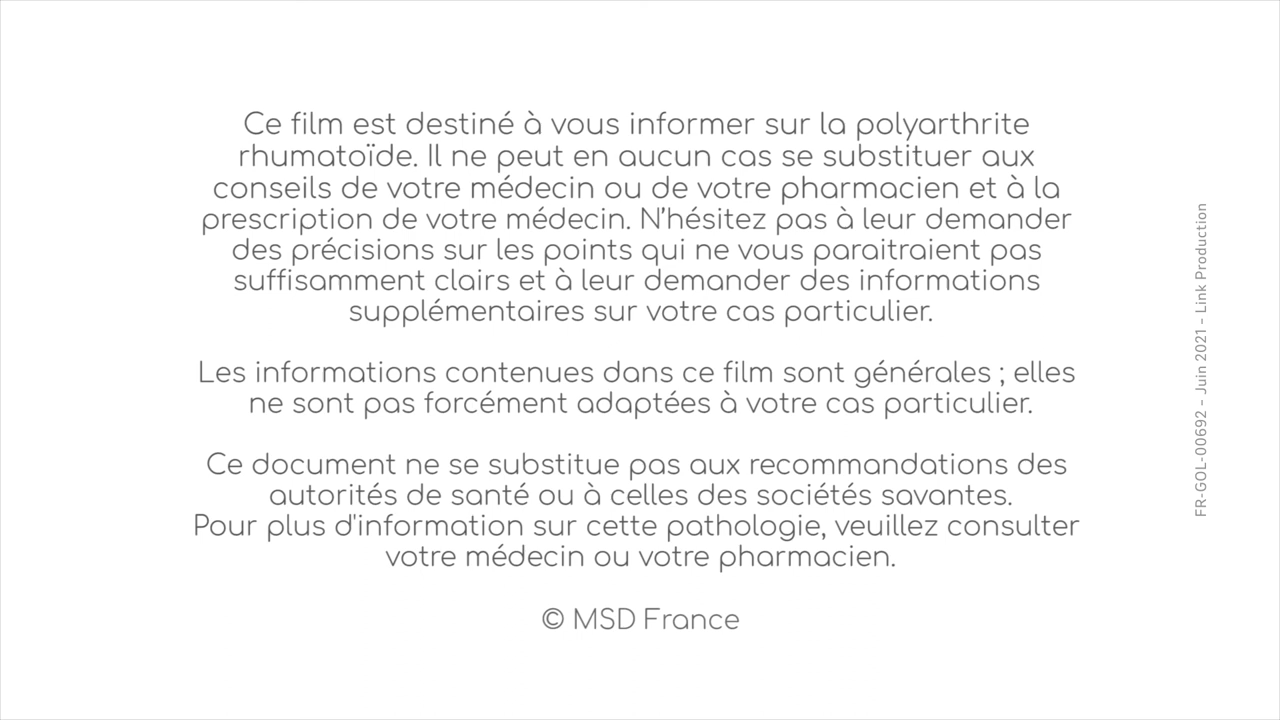 Ce film est destiné à vous informer sur la polyarthrite
rhumatoïde. Il ne peut en aucun cas se substituer aux
conseils de votre médecin ou de votre pharmacien et à la
prescription de votre médecin. N’hésitez pas à leur demander
des précisions sur les points qui ne vous paraitraient pas
suffisamment clairs et à leur demander des informations
supplémentaires sur votre cas particulier.
Les informations contenues dans ce film sont générales ; elles
ne sont pas forcément adaptées à votre cas particulier.
Ce document ne se substitue pas aux recommandations des
autorités de santé ou à celles des sociétés savantes.
Pour plus d'information sur cette pathologie, veuillez consulter
votre médecin ou votre pharmacien.
© MSD France
FR-GOL-00692 – Juin 2021 – Link Production